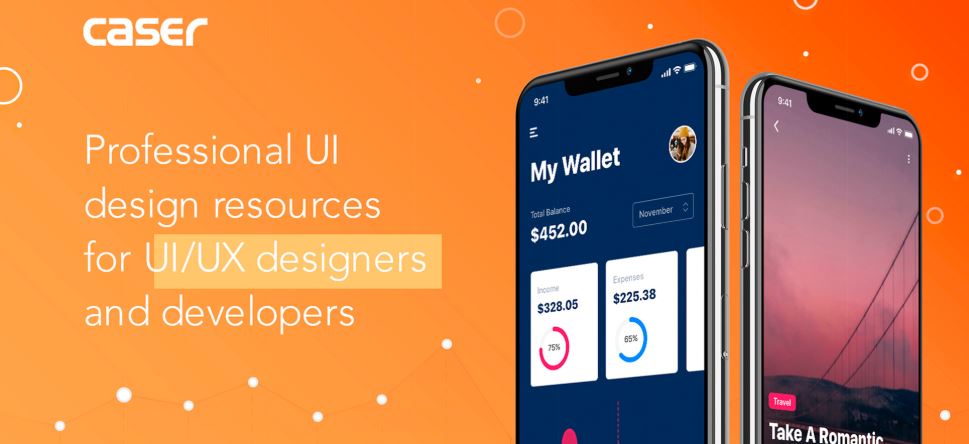 CASER
Professional UI
design resources
for UI/UX designers
and developers
9:41
My Wallet
Total Balance
$452.00
November
Income
$328.05
75%
Expenses
$225.38
65%
9:41
Travel
Take A Romantic